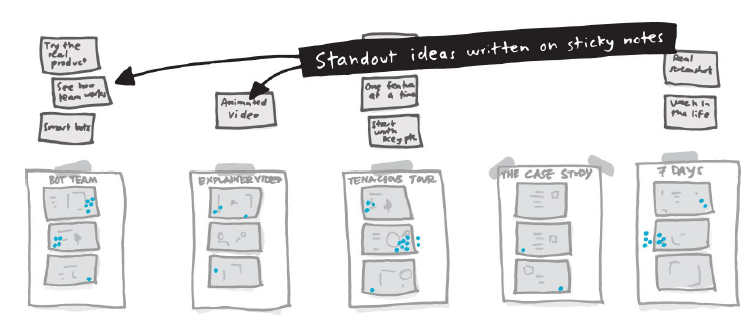 Standout ideas written on sticky notes
Try the
real
product
See how
team works
Smart bots
Animated
Video
One feature
at a time
Start
with
key pts
Real
screenshot
Week in
the life
BOT TEAM
EXPLAINER VIDEO
TENACIOUS TOUR
THE CASE STUDY
7 DAYS